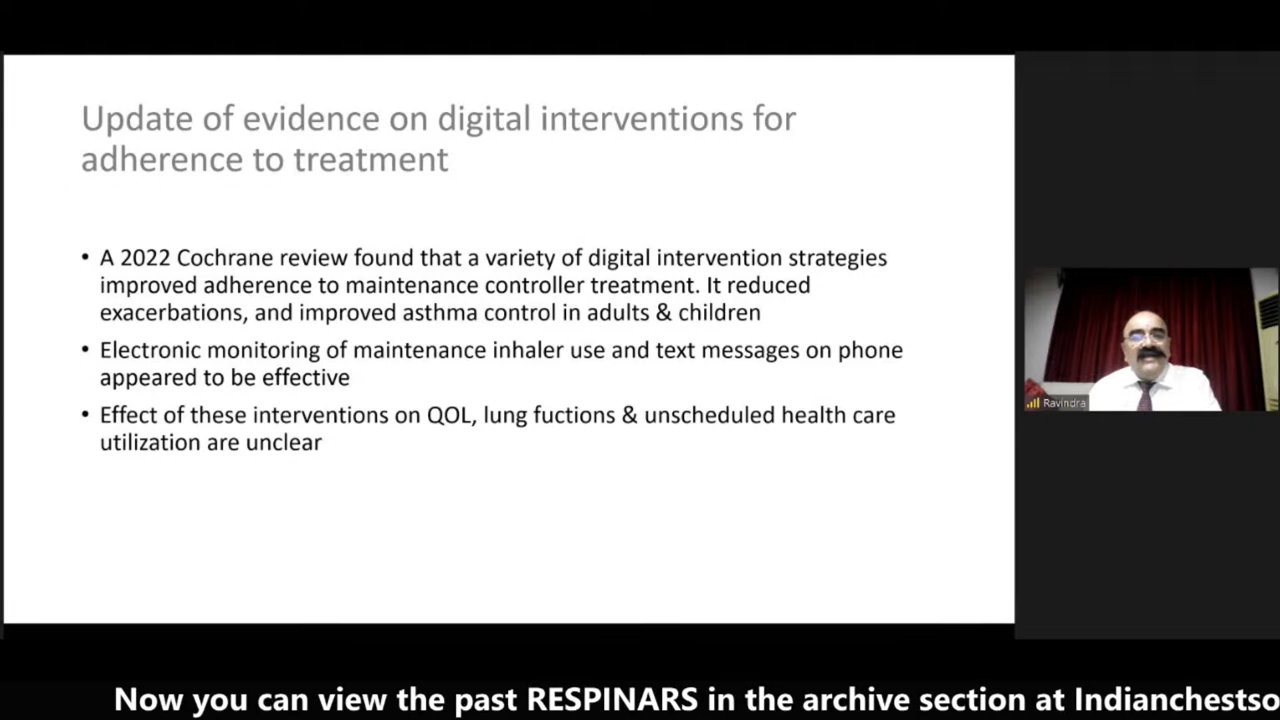 Update of evidence on digital interventions for
adherence to treatment
• A 2022 Cochrane review found that a variety of digital intervention strategies
improved adherence to maintenance controller treatment. It reduced
exacerbations, and improved asthma control in adults & children
• Electronic monitoring of maintenance inhaler use and text messages on phone
appeared to be effective
• Effect of these interventions on QOL, lung fuctions & unscheduled health care
utilization are unclear
Ravindra
Now you can view the past RESPINARS in the archive section at Indianchestso